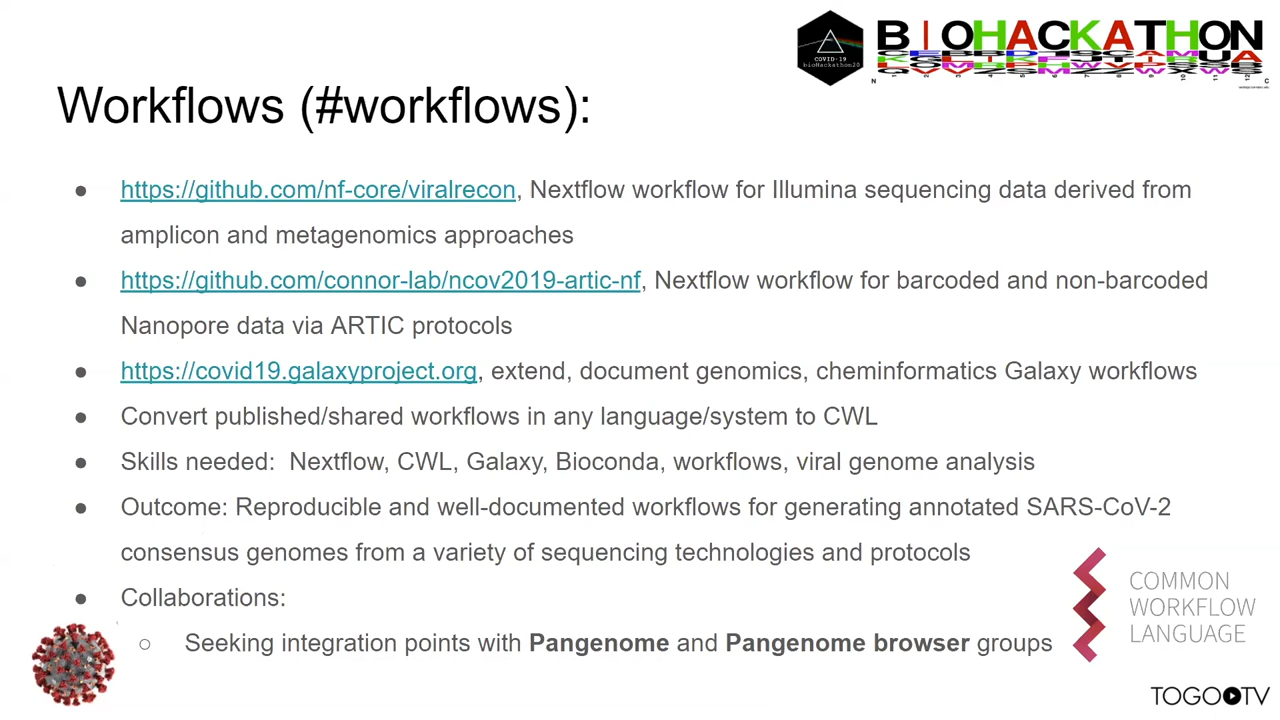 BIOHACKATHON
COVID-19
bioHackathon20
Workflows (#workflows):
● https://github.com/nf-core/viralrecon, Nextflow workflow for Illumina sequencing data derived from
amplicon and metagenomics approaches
● https://github.com/connor-lab/ncov2019-artic-nf, Nextflow workflow for barcoded and non-barcoded
Nanopore data via ARTIC protocols
● https://covid19.galaxyproject.org, extend, document genomics, cheminformatics Galaxy workflows
● Convert published/shared workflows in any language/system to CWL
● Skills needed:  Nextflow, CWL, Galaxy, Bioconda, workflows, viral genome analysis
● Outcome: Reproducible and well-documented workflows for generating annotated SARS-CoV-2
consensus genomes from a variety of sequencing technologies and protocols
● Collaborations:
○ Seeking integration points with Pangenome and Pangenome browser groups
COMMON
WORKFLOW
LANGUAGE
TOGOTV